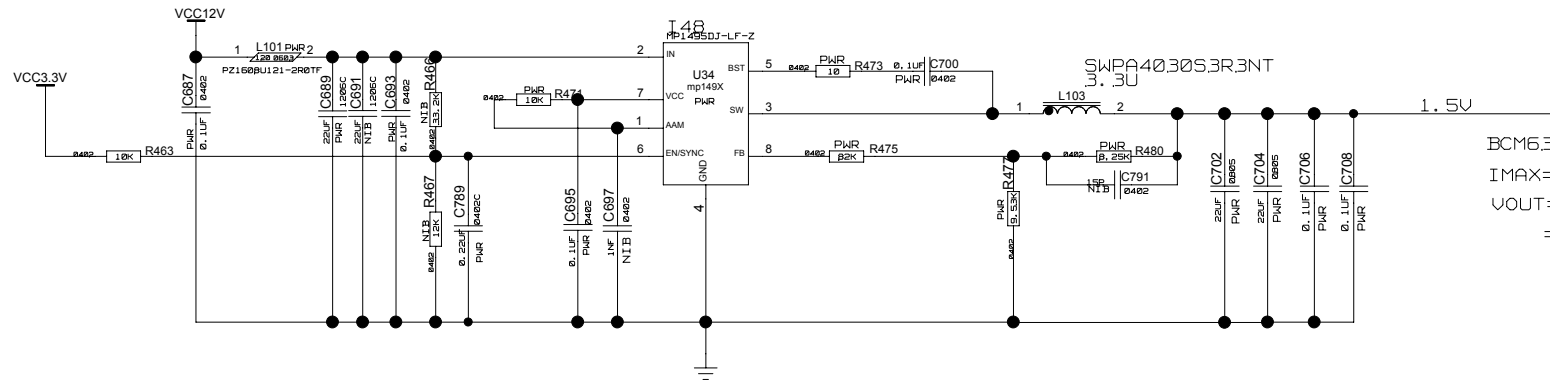 VCC12V
VCC3.3V
1 L101 PWR 2
120 0603
PZ1608U121-2R0TF
C687
0402
PWR
0.1UF
0402 10K R463
C689
1206C
22UF
PWR
C691
1206C
22UF
NIB
C693
0402
PWR
0.1UF
R466
33.2K
NIB
0402
R467
12K
NIB
0402
C789
0402C
0.22UF
PWR
PWR
0402 10K R471
C695
0402
0.1UF
PWR
C697
0402
1NF
NIB
I48
MP1495DJ-LF-Z
U34
mp149X
PWR
2 IN
7 VCC
1 AAM
6 EN/SYNC
GND
4
BST 5
SW 3
FB 8
PWR
0402 10 R473
0.1UF C700
PWR 0402
PWR
0402 82K R475
R477
PWR
9.53K
0402
SWPA4030S3R3NT
3.3U
1 L103 2
PWR
0402 8.25K R480
15P C791
NIB 0402
C702
0805
22UF
PWR
C704
0805
22UF
PWR
C706
0.1UF
PWR
C708
0.1UF
PWR
1.5V
BCM63
IMAX=
VOUT=
=